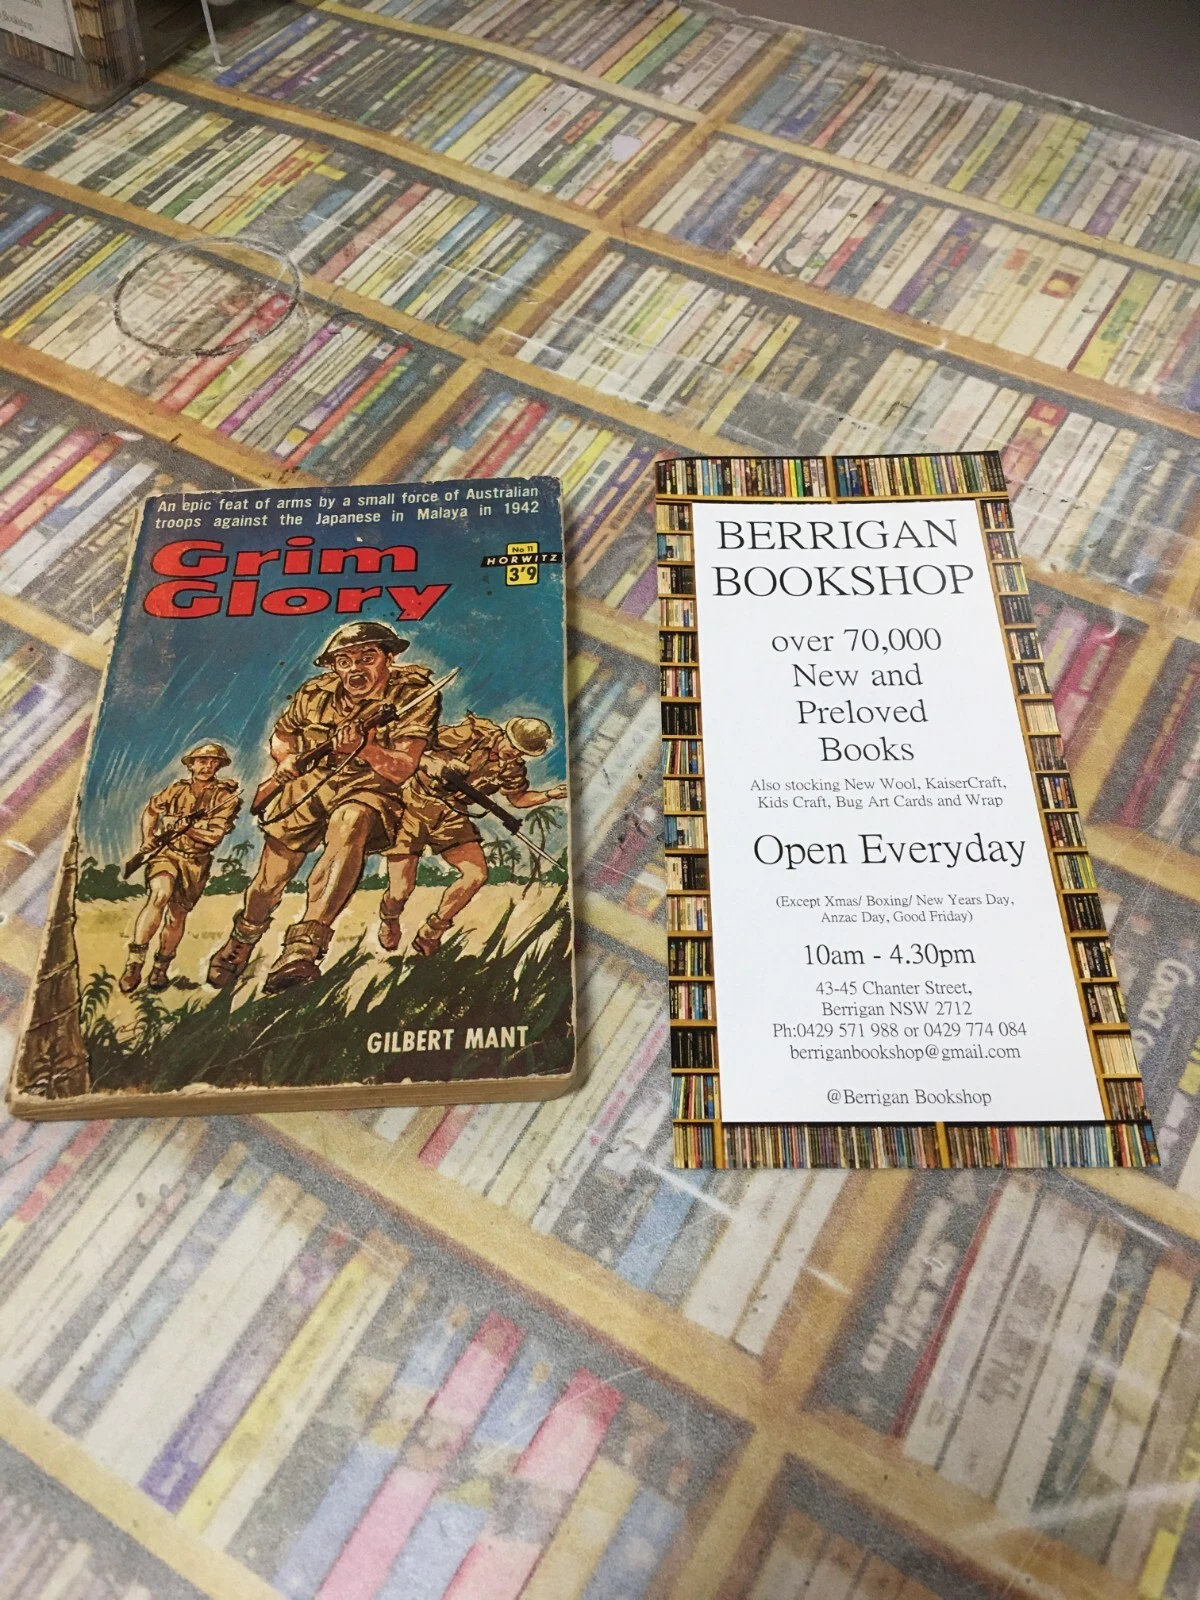 An epic feat of arms by a small force of Australian
troops against the Japanese in Malaya in 1942
Grim
Glory
No 11
HORWITZ
3'9
GILBERT MANT
BERRIGAN
BOOKSHOP
over 70,000
New and
Preloved
Books
Also stocking New Wool, KaiserCraft,
Kids Craft, Bug Art Cards and Wrap
Open Everyday
(Except Xmas/ Boxing/ New Years Day,
Anzac Day, Good Friday)
10am - 4.30pm
43-45 Chanter Street,
Berrigan NSW 2712
Ph:0429 571 988 or 0429 774 084
berriganbookshop@gmail.com
@Berrigan Bookshop